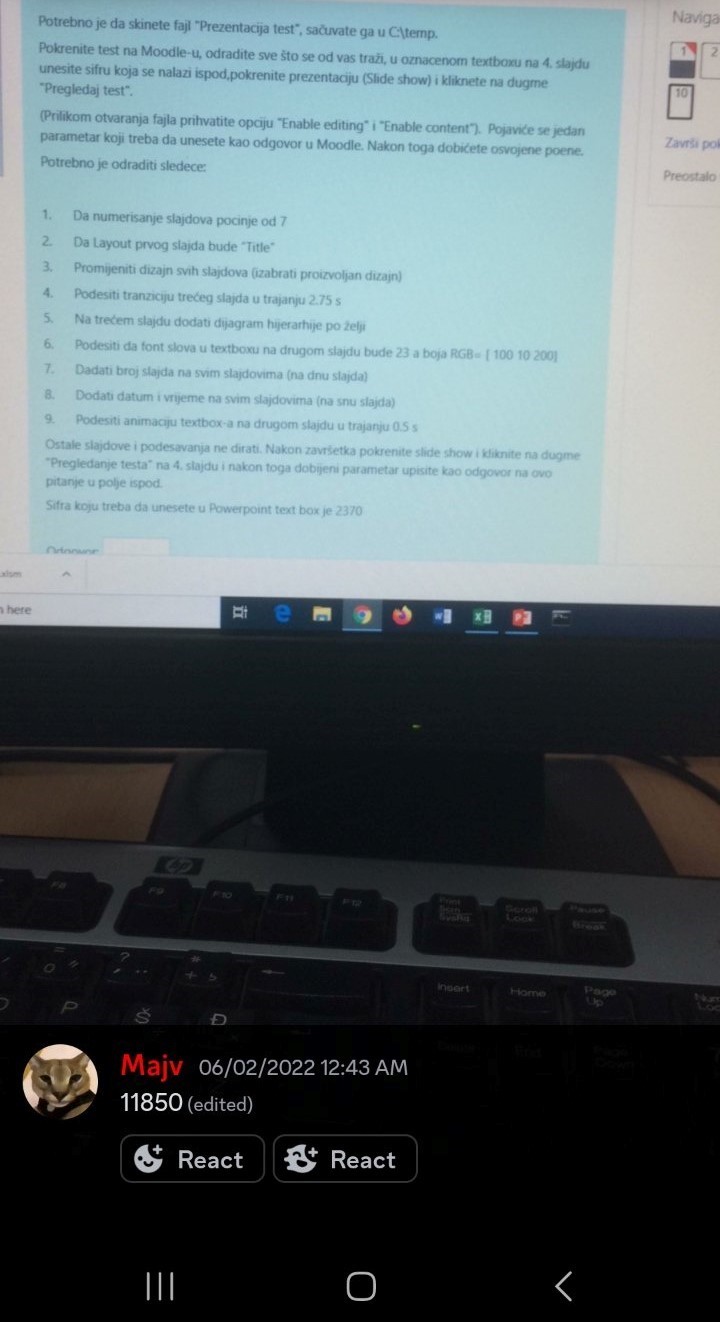 Potrebno je da skinete fajl "Prezentacija test", sačuvate ga u C:\temp.
Pokrenite test na Moodle-u, odradite sve što se od vas traži, u oznacenom textboxu na 4. slajdu
unesite sifru koja se nalazi ispod,pokrenite prezentaciju (Slide show) i kliknete na dugme
"Pregledaj test".
(Prilikom otvaranja fajla prihvatite opciju "Enable editing" i "Enable content"). Pojaviće se jedan
parametar koji treba da unesete kao odgovor u Moodle. Nakon toga dobićete osvojene poene.
Potrebno je odraditi sledece:
1. Da numerisanje slajdova pocinje od 7
2. Da Layout prvog slajda bude "Title"
3. Promijeniti dizajn svih slajdova (izabrati proizvoljan dizajn)
4. Podesiti tranziciju trećeg slajda u trajanju 2.75 s
5. Na trećem slajdu dodati dijagram hijerarhije po želji
6. Podesiti da font slova u textboxu na drugom slajdu bude 23 a boja RGB= [ 100 10 200]
7. Dadati broj slajda na svim slajdovima (na dnu slajda)
8. Dodati datum i vrijeme na svim slajdovima (na snu slajda)
9. Podesiti animaciju textbox-a na drugom slajdu u trajanju 0.5 s
Ostale slajdove i podesavanja ne dirati. Nakon završetka pokrenite slide show i kliknite na dugme
"Pregledanje testa" na 4. slajdu i nakon toga dobijeni parametar upisite kao odgovor na ovo
pitanje u polje ispod.
Sifra koju treba da unesete u Powerpoint text box je 2370
Odgovor:
Naviga
1 2
10
Završi pok
Preostalo
xlsm
here
hp
F8 F9 F10 F11 F12
Print Scrn SysRq
Scroll Lock
Pause Break
O P Š Đ
Insert Home Page Up
Num Loc
Majv 06/02/2022 12:43 AM
11850 (edited)
React React